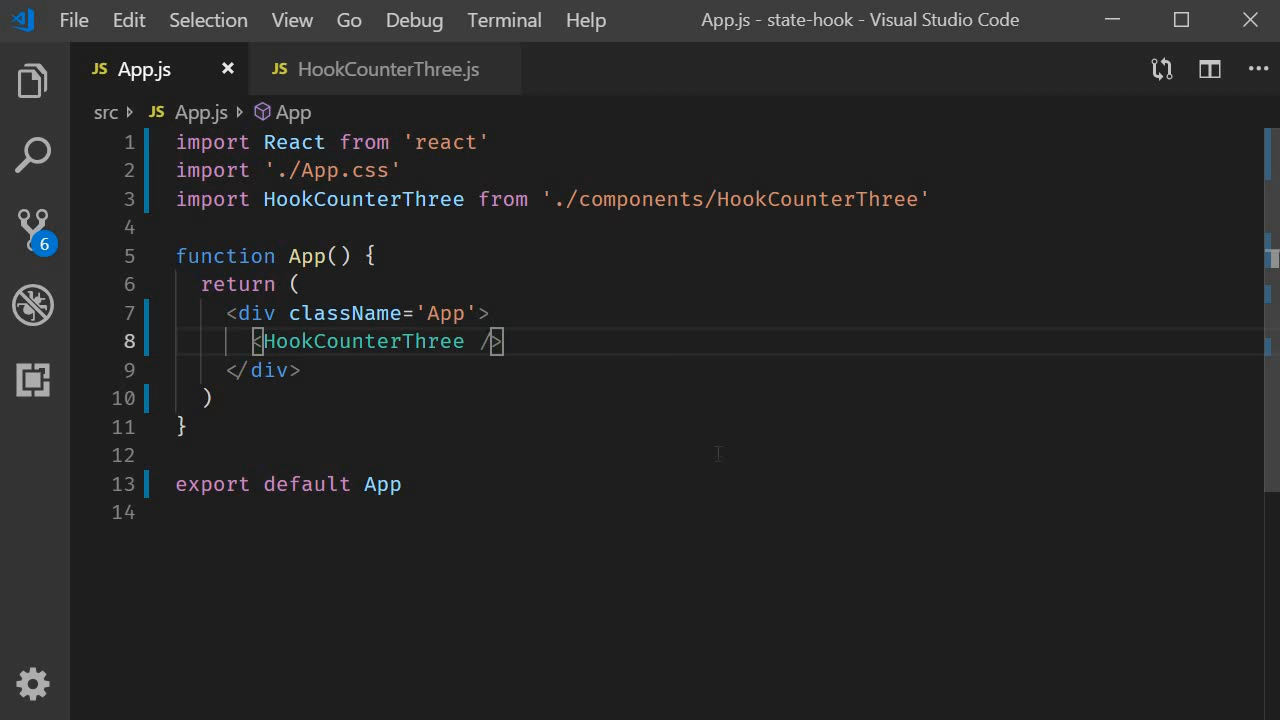 File Edit Selection View Go Debug Terminal Help App.js - state-hook - Visual Studio Code
JS App.js JS HookCounterThree.js
src JS App.js App
1 import React from 'react'
2 import './App.css'
3 import HookCounterThree from './components/HookCounterThree'
4
5 function App() {
6 return (
7 <div className='App'>
8 <HookCounterThree />
9 </div>
10 )
11 }
12
13 export default App
14
6